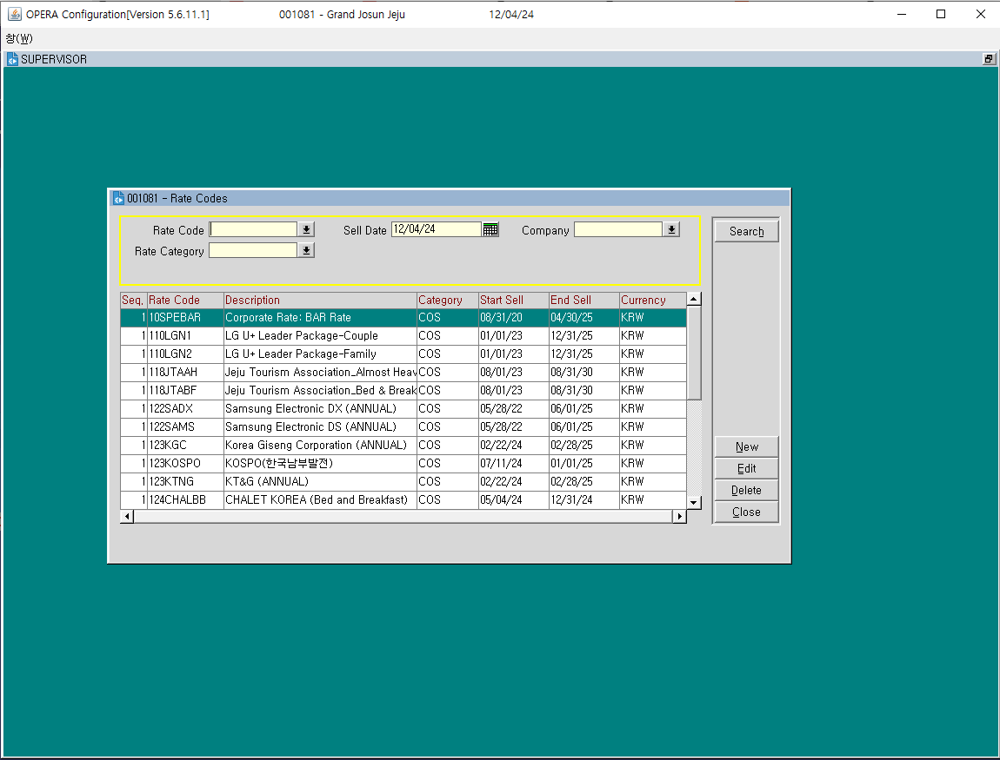 OPERA Configuration[Version 5.6.11.1] 001081 - Grand Josun Jeju 12/04/24
창(W)
SUPERVISOR
001081 - Rate Codes
Rate Code Sell Date 12/04/24 Company
Rate Category
Search
Seq. Rate Code Description Category Start Sell End Sell Currency
1 10SPEBAR Corporate Rate: BAR Rate COS 08/31/20 04/30/25 KRW
1 110LGN1 LG U+ Leader Package-Couple COS 01/01/23 12/31/25 KRW
1 110LGN2 LG U+ Leader Package-Family COS 01/01/23 12/31/25 KRW
1 118JTAAH Jeju Tourism Association_Almost Heav COS 08/01/23 08/31/30 KRW
1 118JTABF Jeju Tourism Association_Bed & Break COS 08/01/23 08/31/30 KRW
1 122SADX Samsung Electronic DX (ANNUAL) COS 05/28/22 06/01/25 KRW
1 122SAMS Samsung Electronic DS (ANNUAL) COS 05/28/22 06/01/25 KRW
1 123KGC Korea Giseng Corporation (ANNUAL) COS 02/22/24 02/28/25 KRW
1 123KOSPO KOSPO(한국남부발전) COS 07/11/24 01/01/25 KRW
1 123KTNG KT&G (ANNUAL) COS 02/22/24 02/28/25 KRW
1 124CHALBB CHALET KOREA (Bed and Breakfast) COS 05/04/24 12/31/24 KRW
New
Edit
Delete
Close